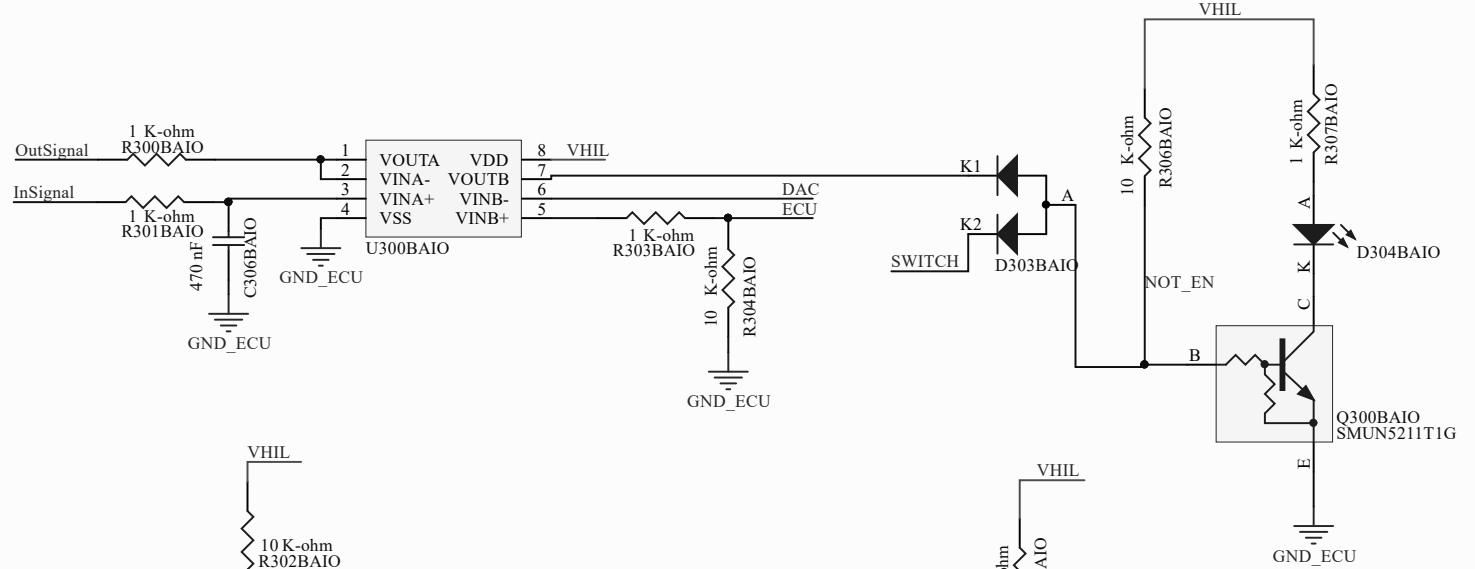 VHIL
1 K-ohm
R300BAIO
OutSignal
InSignal
1 K-ohm
R301BAIO
470 nF
C306BAIO
GND_ECU
1
2
3
4
VOUTA
VINA-
VINA+
VSS
VDD
VOUTB
VINB-
VINB+
8
7
6
5
U300BAIO
GND_ECU
VHIL
DAC
ECU
1 K-ohm
R303BAIO
10 K-ohm
R304BAIO
GND_ECU
K1
K2
A
SWITCH
D303BAIO
10 K-ohm
R306BAIO
1 K-ohm
R307BAIO
A
K
D304BAIO
NOT_EN
C
B
E
Q300BAIO
SMUN5211T1G
GND_ECU
VHIL
10 K-ohm
R302BAIO
VHIL